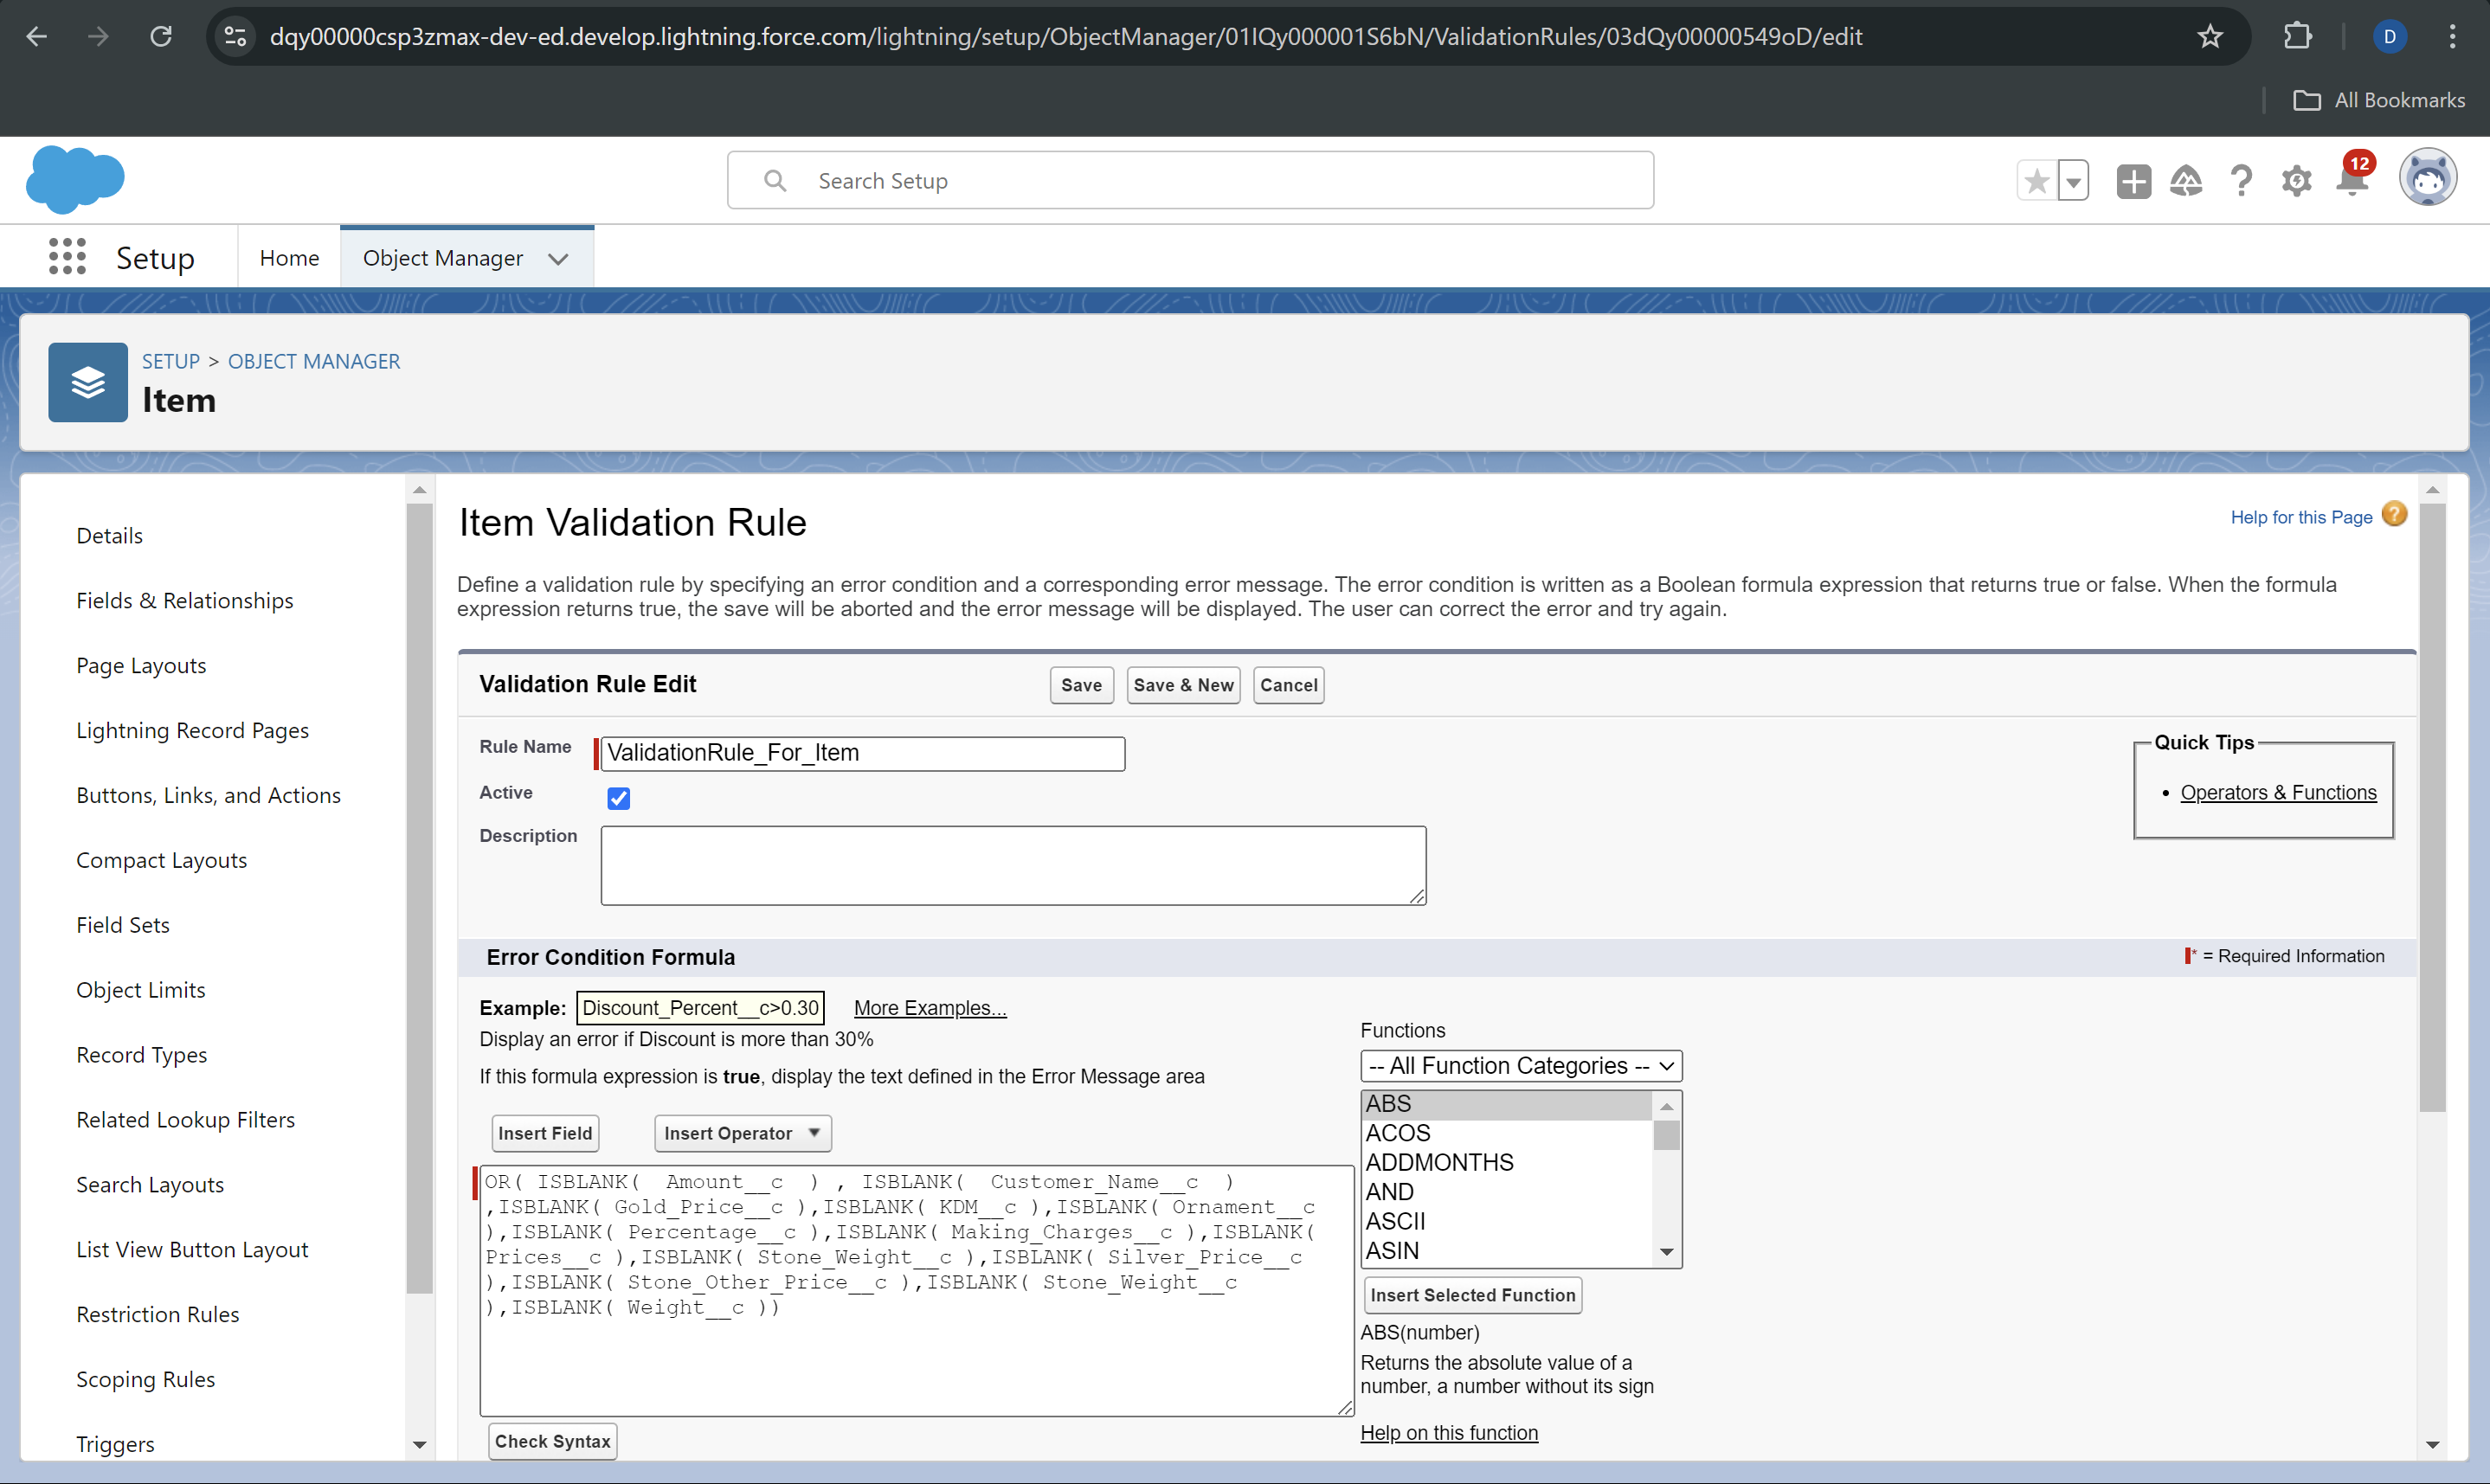 dqy00000csp3zmax-dev-ed.develop.lightning.force.com/lightning/setup/ObjectManager/01IQy000001S6bN/ValidationRules/03dQy00000549oD/edit
D
All Bookmarks
Search Setup
12
Setup
Home
Object Manager
SETUP > OBJECT MANAGER
Item
Details
Fields & Relationships
Page Layouts
Lightning Record Pages
Buttons, Links, and Actions
Compact Layouts
Field Sets
Object Limits
Record Types
Related Lookup Filters
Search Layouts
List View Button Layout
Restriction Rules
Scoping Rules
Triggers
Item Validation Rule
Help for this Page
Define a validation rule by specifying an error condition and a corresponding error message. The error condition is written as a Boolean formula expression that returns true or false. When the formula
expression returns true, the save will be aborted and the error message will be displayed. The user can correct the error and try again.
Validation Rule Edit
Save
Save & New
Cancel
Rule Name
ValidationRule_For_Item
Active
Description
Quick Tips
• Operators & Functions
Error Condition Formula
* = Required Information
Example: Discount_Percent__c>0.30 More Examples...
Display an error if Discount is more than 30%
If this formula expression is true, display the text defined in the Error Message area
Insert Field
Insert Operator
OR( ISBLANK(  Amount__c  ) , ISBLANK(  Customer_Name__c  )
,ISBLANK( Gold_Price__c ),ISBLANK( KDM__c ),ISBLANK( Ornament__c
),ISBLANK( Percentage__c ),ISBLANK( Making_Charges__c ),ISBLANK(
Prices__c ),ISBLANK( Stone_Weight__c ),ISBLANK( Silver_Price__c
),ISBLANK( Stone_Other_Price__c ),ISBLANK( Stone_Weight__c
),ISBLANK( Weight__c ))
Check Syntax
Functions
-- All Function Categories --
ABS
ACOS
ADDMONTHS
AND
ASCII
ASIN
Insert Selected Function
ABS(number)
Returns the absolute value of a
number, a number without its sign
Help on this function